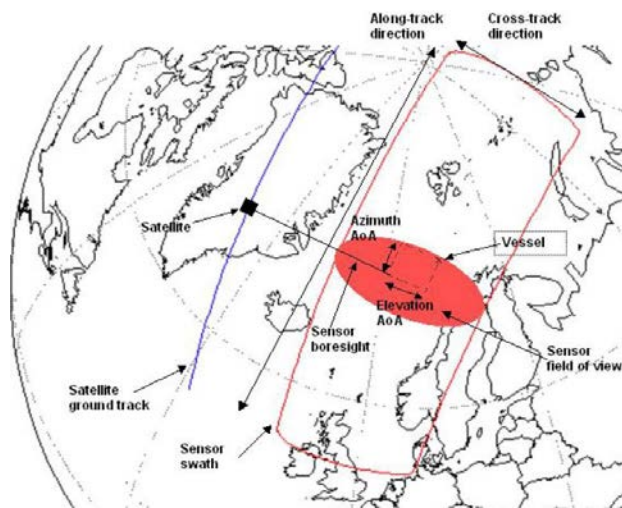 Along-track
direction
Cross-track
direction
Satellite
Azimuth
AoA
Vessel
Elevation
AoA
Sensor
boresight
Sensor
field of view
Satellite
ground track
Sensor
swath